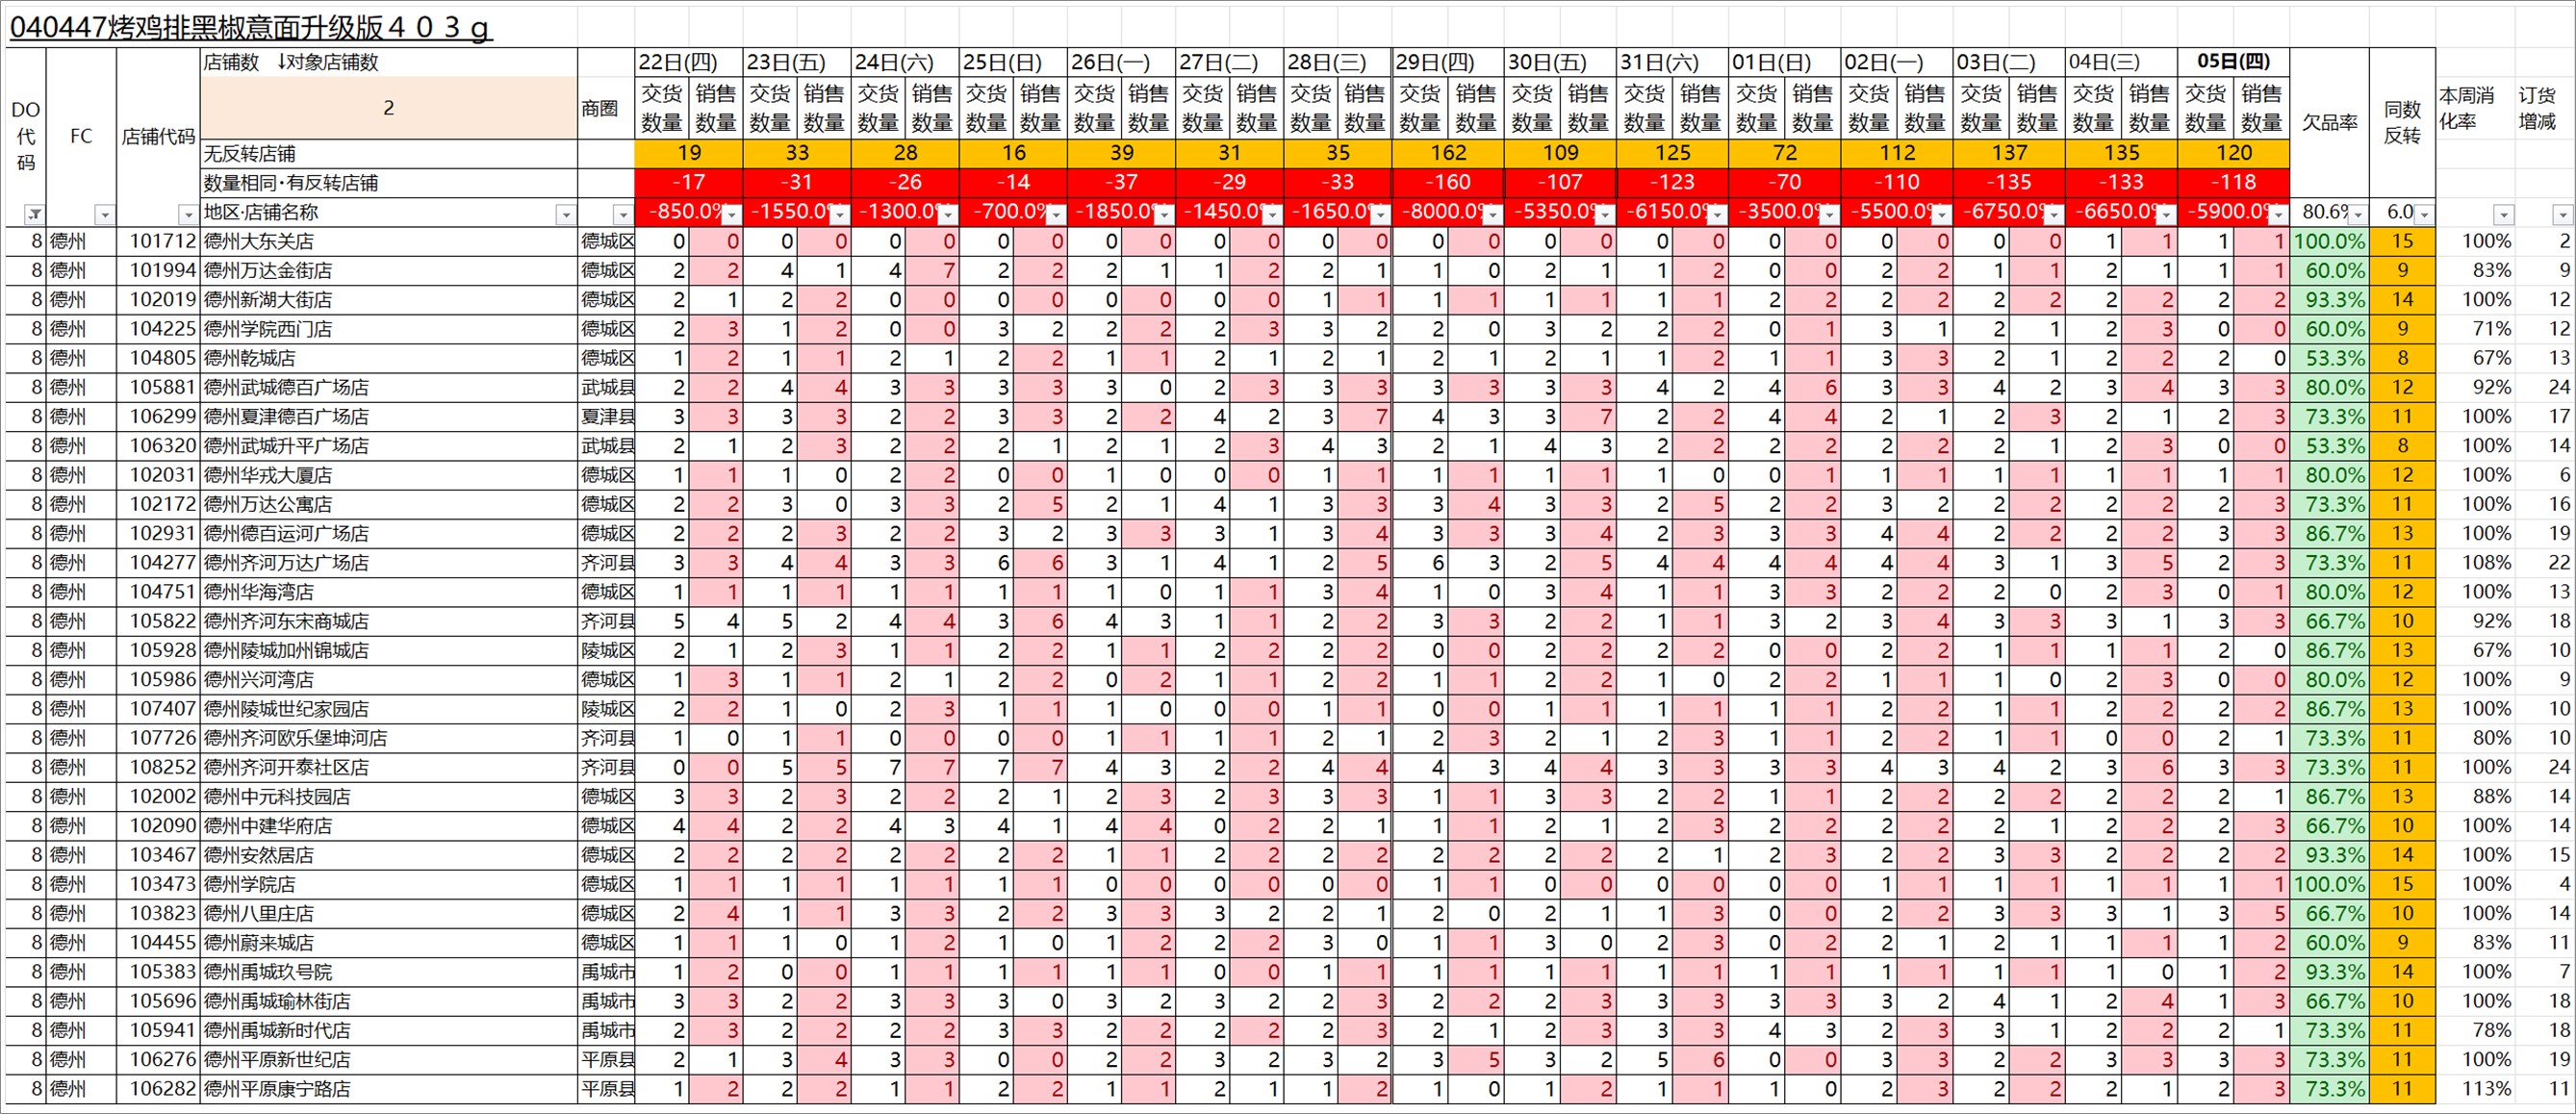 040447烤鸡排黑椒意面升级版４０３g
DO代码 FC 店铺代码 店铺数 ↓对象店铺数 商圈 22日(四) 23日(五) 24日(六) 25日(日) 26日(一) 27日(二) 28日(三) 29日(四) 30日(五) 31日(六) 01日(日) 02日(一) 03日(二) 04日(三) 05日(四) 欠品率 同数反转 本周消化率 订货增减
2 交货数量 销售数量 交货数量 销售数量 交货数量 销售数量 交货数量 销售数量 交货数量 销售数量 交货数量 销售数量 交货数量 销售数量 交货数量 销售数量 交货数量 销售数量 交货数量 销售数量 交货数量 销售数量 交货数量 销售数量 交货数量 销售数量 交货数量 销售数量 交货数量 销售数量
无反转店铺 19 33 28 16 39 31 35 162 109 125 72 112 137 135 120
数量相同·有反转店铺 -17 -31 -26 -14 -37 -29 -33 -160 -107 -123 -70 -110 -135 -133 -118
地区·店铺名称 -850.0% -1550.0% -1300.0% -700.0% -1850.0% -1450.0% -1650.0% -8000.0% -5350.0% -6150.0% -3500.0% -5500.0% -6750.0% -6650.0% -5900.0% 80.6% 6.0
8 德州 101712 德州大东关店 德城区 0 0 0 0 0 0 0 0 0 0 0 0 0 0 0 0 0 0 0 0 0 0 0 0 0 0 1 1 1 1 100.0% 15 100% 2
8 德州 101994 德州万达金街店 德城区 2 2 4 1 4 7 2 2 2 1 1 2 2 1 1 0 2 1 1 2 0 0 2 2 1 1 2 1 1 1 60.0% 9 83% 9
8 德州 102019 德州新湖大街店 德城区 2 1 2 2 0 0 0 0 0 0 0 0 1 1 1 1 1 1 1 1 2 2 2 2 2 2 2 2 2 2 93.3% 14 100% 12
8 德州 104225 德州学院西门店 德城区 2 3 1 2 0 0 3 2 2 2 2 3 3 2 2 0 3 2 2 2 0 1 3 1 2 1 2 3 0 0 60.0% 9 71% 12
8 德州 104805 德州乾城店 德城区 1 2 1 1 2 1 2 2 1 1 2 1 2 1 2 1 2 1 1 2 1 1 3 3 2 1 2 2 2 0 53.3% 8 67% 13
8 德州 105881 德州武城德百广场店 武城县 2 2 4 4 3 3 3 3 3 0 2 3 3 3 3 3 3 3 4 2 4 6 3 3 4 2 3 4 3 3 80.0% 12 92% 24
8 德州 106299 德州夏津德百广场店 夏津县 3 3 3 3 2 2 3 3 2 2 4 2 3 7 4 3 3 7 2 2 4 4 2 1 2 3 2 1 2 3 73.3% 11 100% 17
8 德州 106320 德州武城升平广场店 武城县 2 1 2 3 2 2 2 1 2 1 2 3 4 3 2 1 4 3 2 2 2 2 2 2 2 1 2 3 0 0 53.3% 8 100% 14
8 德州 102031 德州华戎大厦店 德城区 1 1 1 0 2 2 0 0 1 0 0 0 1 1 1 1 1 1 1 0 0 1 1 1 1 1 1 1 1 1 80.0% 12 100% 6
8 德州 102172 德州万达公寓店 德城区 2 2 3 0 3 3 2 5 2 1 4 1 3 3 3 4 3 3 2 5 2 2 3 2 2 2 2 2 2 3 73.3% 11 100% 16
8 德州 102931 德州德百运河广场店 德城区 2 2 2 3 2 2 3 2 3 3 3 1 3 4 3 3 3 4 2 3 3 3 4 4 2 2 2 2 3 3 86.7% 13 100% 19
8 德州 104277 德州齐河万达广场店 齐河县 3 3 4 4 3 3 6 6 3 1 4 1 2 5 6 3 2 5 4 4 4 4 4 4 3 1 3 5 2 3 73.3% 11 108% 22
8 德州 104751 德州华海湾店 德城区 1 1 1 1 1 1 1 1 1 0 1 1 3 4 1 0 3 4 1 1 3 3 2 2 2 0 2 3 0 1 80.0% 12 100% 13
8 德州 105822 德州齐河东宋商城店 齐河县 5 4 5 2 4 4 3 6 4 3 1 1 2 2 3 3 2 2 1 1 3 2 3 4 3 3 3 1 3 3 66.7% 10 92% 18
8 德州 105928 德州陵城加州锦城店 陵城区 2 1 2 3 1 1 2 2 1 1 2 2 2 2 0 0 2 2 2 2 0 0 2 2 1 1 1 1 2 0 86.7% 13 67% 10
8 德州 105986 德州兴河湾店 德城区 1 3 1 1 2 1 2 2 0 2 1 1 2 2 1 1 2 2 1 0 2 2 1 1 1 0 2 3 0 0 80.0% 12 100% 9
8 德州 107407 德州陵城世纪家园店 陵城区 2 2 1 0 2 3 1 1 1 0 0 0 1 1 0 0 1 1 1 1 1 1 2 2 1 1 2 2 2 2 86.7% 13 100% 10
8 德州 107726 德州齐河欧乐堡坤河店 齐河县 1 0 1 1 0 0 0 0 1 1 1 1 2 1 2 3 2 1 2 3 1 1 2 2 1 1 0 0 2 1 73.3% 11 80% 10
8 德州 108252 德州齐河开泰社区店 齐河县 0 0 5 5 7 7 7 7 4 3 2 2 4 4 4 3 4 4 3 3 3 3 4 3 4 2 3 6 3 3 73.3% 11 100% 24
8 德州 102002 德州中元科技园店 德城区 3 3 2 3 2 2 2 1 2 3 2 3 3 3 1 1 3 3 2 2 1 1 2 2 2 2 2 2 2 1 86.7% 13 88% 14
8 德州 102090 德州中建华府店 德城区 4 4 2 2 4 3 4 1 4 4 0 2 2 1 1 1 2 1 2 3 2 2 2 2 2 1 2 2 2 3 66.7% 10 100% 14
8 德州 103467 德州安然居店 德城区 2 2 2 2 2 2 2 2 1 1 2 2 2 2 2 2 2 2 2 1 2 3 2 2 3 3 2 2 2 2 93.3% 14 100% 15
8 德州 103473 德州学院店 德城区 1 1 1 1 1 1 1 1 0 0 0 0 0 0 1 1 0 0 0 0 0 0 1 1 1 1 1 1 1 1 100.0% 15 100% 4
8 德州 103823 德州八里庄店 德城区 2 4 1 1 3 3 2 2 3 3 3 2 2 1 2 0 2 1 1 3 0 0 2 2 3 3 3 1 3 5 66.7% 10 100% 14
8 德州 104455 德州蔚来城店 德城区 1 1 1 0 1 2 1 0 1 2 2 2 3 0 1 1 3 0 2 3 0 2 2 1 2 1 1 1 1 2 60.0% 9 83% 11
8 德州 105383 德州禹城玖号院 禹城市 1 2 0 0 1 1 1 1 1 1 0 0 1 1 1 1 1 1 1 1 1 1 1 1 1 1 1 0 1 2 93.3% 14 100% 7
8 德州 105696 德州禹城瑜林街店 禹城市 3 3 2 2 3 3 3 0 3 2 3 2 2 3 2 2 2 3 3 3 3 3 3 2 4 1 2 4 1 3 66.7% 10 100% 18
8 德州 105941 德州禹城新时代店 禹城市 2 3 2 2 2 2 3 3 2 2 2 2 2 3 2 1 2 3 3 3 4 3 2 3 3 1 2 2 2 1 73.3% 11 78% 18
8 德州 106276 德州平原新世纪店 平原县 2 1 3 4 3 3 0 0 2 2 3 2 3 2 3 5 3 2 5 6 0 0 3 3 2 2 3 3 3 3 73.3% 11 100% 19
8 德州 106282 德州平原康宁路店 平原县 1 2 2 2 1 1 2 2 1 1 2 1 1 2 1 0 1 2 1 1 1 0 2 3 2 2 2 1 2 3 73.3% 11 113% 11